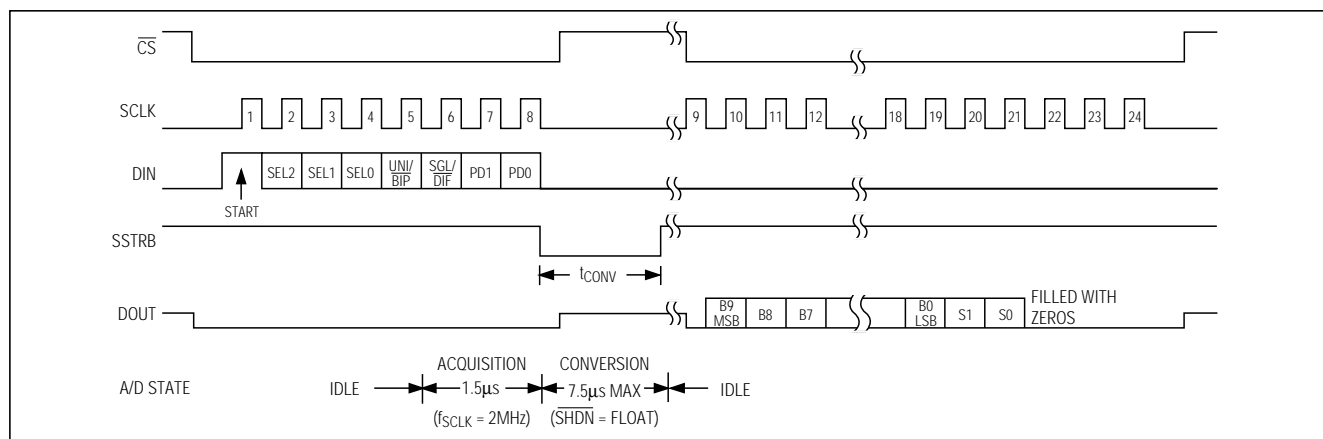 CS
SCLK
1 2 3 4 5 6 7 8 9 10 11 12 18 19 20 21 22 23 24
DIN
SEL2 SEL1 SEL0 UNI/ BIP SGL/ DIF PD1 PD0
START
SSTRB
tCONV
DOUT
B9 MSB B8 B7 B0 LSB S1 S0 FILLED WITH ZEROS
A/D STATE
IDLE
ACQUISITION
1.5µs
(fSCLK = 2MHz)
CONVERSION
7.5µs MAX
(SHDN = FLOAT)
IDLE